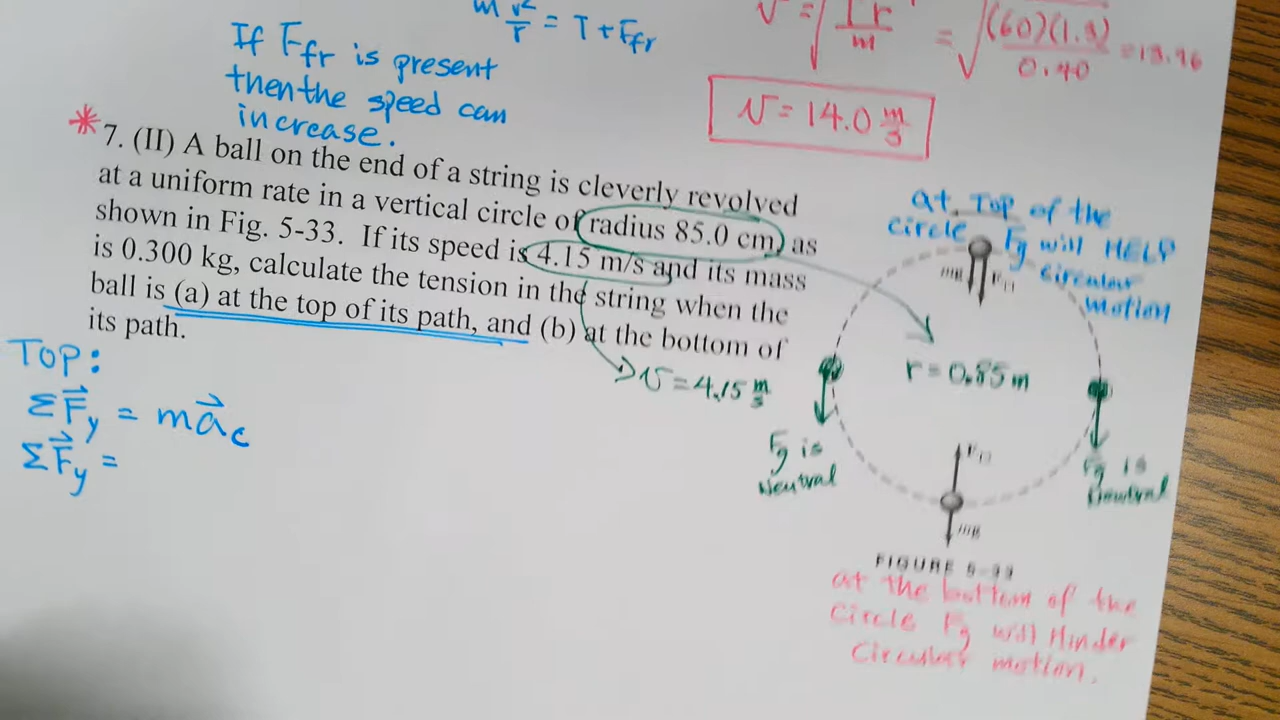 m v²/r = T + Ffr
If Ffr is present
then the speed can
increase.
v = √(Tr/m) = √((60)(1.3)/0.40) = 13.96
v = 14.0 m/s
* 7. (II) A ball on the end of a string is cleverly revolved
at a uniform rate in a vertical circle of radius 85.0 cm, as
shown in Fig. 5-33. If its speed is 4.15 m/s and its mass
is 0.300 kg, calculate the tension in the string when the
ball is (a) at the top of its path, and (b) at the bottom of
its path.
v = 4.15 m/s
TOP:
ΣF⃗y = ma⃗c
ΣF⃗y =
at Top of the
circle Fg will HELP
circular
motion
mg
r = 0.85 m
Fg is
Neutral
Fg is
Neutral
mg
FIGURE 5-33
at the bottom of the
circle Fg will Hinder
circular motion.